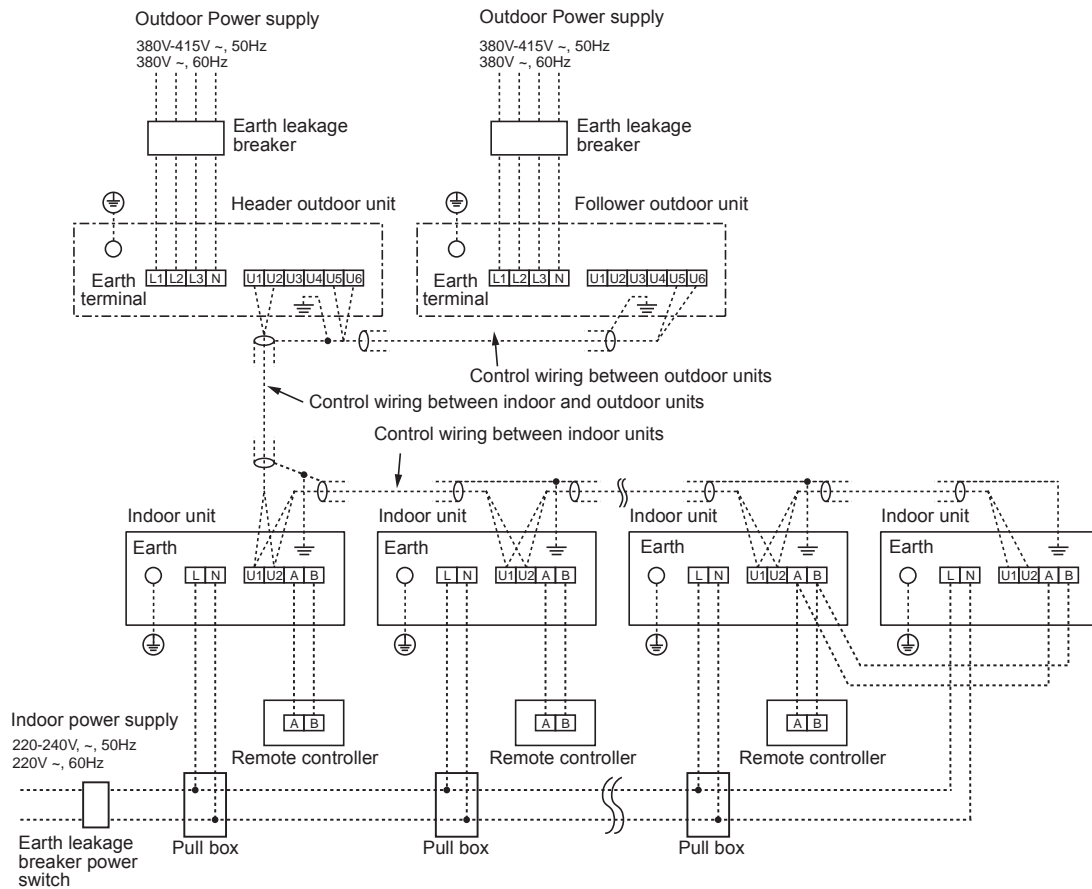 Outdoor Power supply
380V-415V ~, 50Hz
380V ~, 60Hz
Earth leakage
breaker
Header outdoor unit
Earth
terminal
L1 L2 L3 N
U1 U2 U3 U4 U5 U6
Outdoor Power supply
380V-415V ~, 50Hz
380V ~, 60Hz
Earth leakage
breaker
Follower outdoor unit
Earth
terminal
L1 L2 L3 N
U1 U2 U3 U4 U5 U6
Control wiring between outdoor units
Control wiring between indoor and outdoor units
Control wiring between indoor units
Indoor unit
Earth
L N
U1 U2 A B
Indoor unit
Earth
L N
U1 U2 A B
Indoor unit
Earth
L N
U1 U2 A B
Indoor unit
Earth
L N
U1 U2 A B
A B
Remote controller
A B
Remote controller
A B
Remote controller
Indoor power supply
220-240V, ~, 50Hz
220V ~, 60Hz
Earth leakage
breaker power
switch
Pull box
Pull box
Pull box